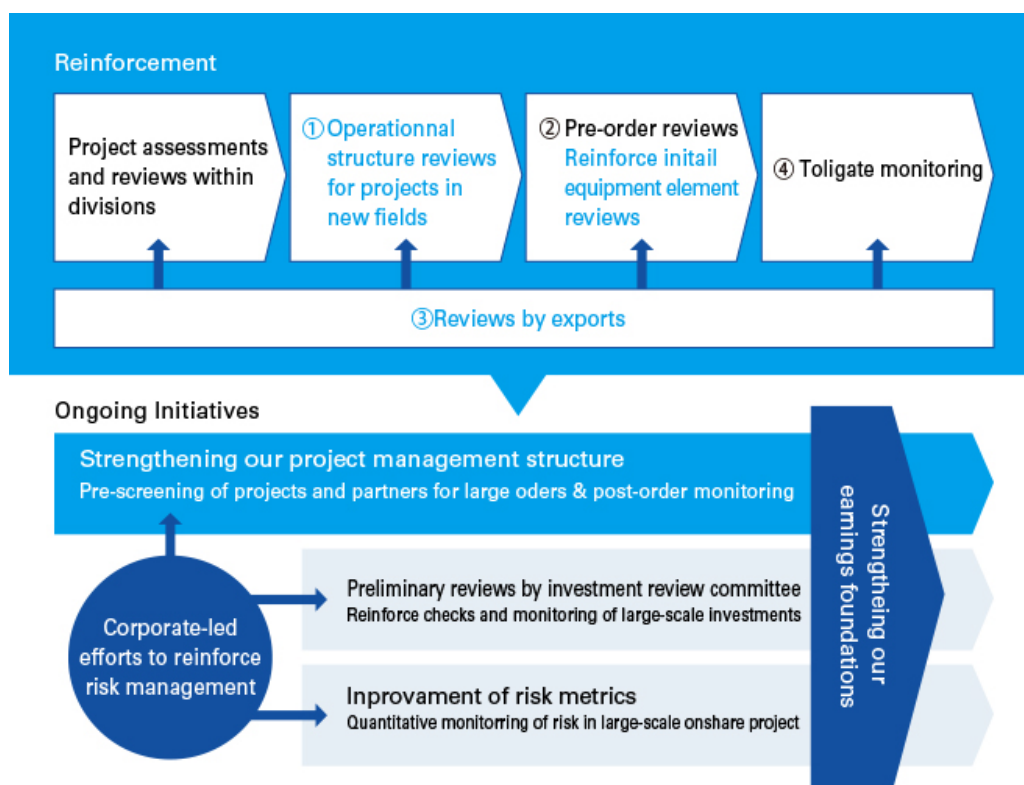 Reinforcement
Project assessments
and reviews within
divisions
①Operationnal
structure reviews
for projects in
new fields
② Pre-order reviews
Reinforce initail
equipment element
reviews
④ Toligate monitoring
③Reviews by exports
Ongoing Initiatives
Strengthening our project management structure
Pre-screening of projects and partners for large oders & post-order monitoring
Corporate-led
efforts to reinforce
risk management
Preliminary reviews by investment review committee
Reinforce checks and monitoring of large-scale investments
Inprovament of risk metrics
Quantitative monitorring of risk in large-scale onshare project
Strengtheing our
earnings foundations